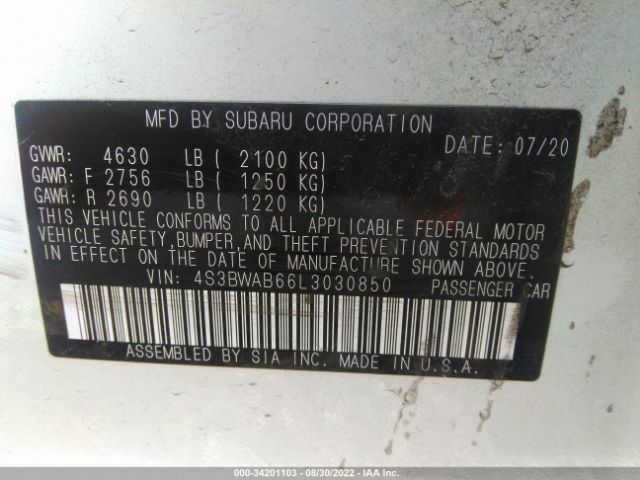 MFD BY SUBARU CORPORATION
DATE: 07/20
GVWR: 4630 LB ( 2100 KG)
GAWR: F 2756 LB ( 1250 KG)
GAWR: R 2690 LB ( 1220 KG)
THIS VEHICLE CONFORMS TO ALL APPLICABLE FEDERAL MOTOR
VEHICLE SAFETY, BUMPER, AND THEFT PREVENTION STANDARDS
IN EFFECT ON THE DATE OF MANUFACTURE SHOWN ABOVE.
VIN: 4S3BWAB66L3030850 PASSENGER CAR
ASSEMBLED BY SIA INC. MADE IN U.S.A.
000-34201103 - 08/30/2022 - IAAI.com